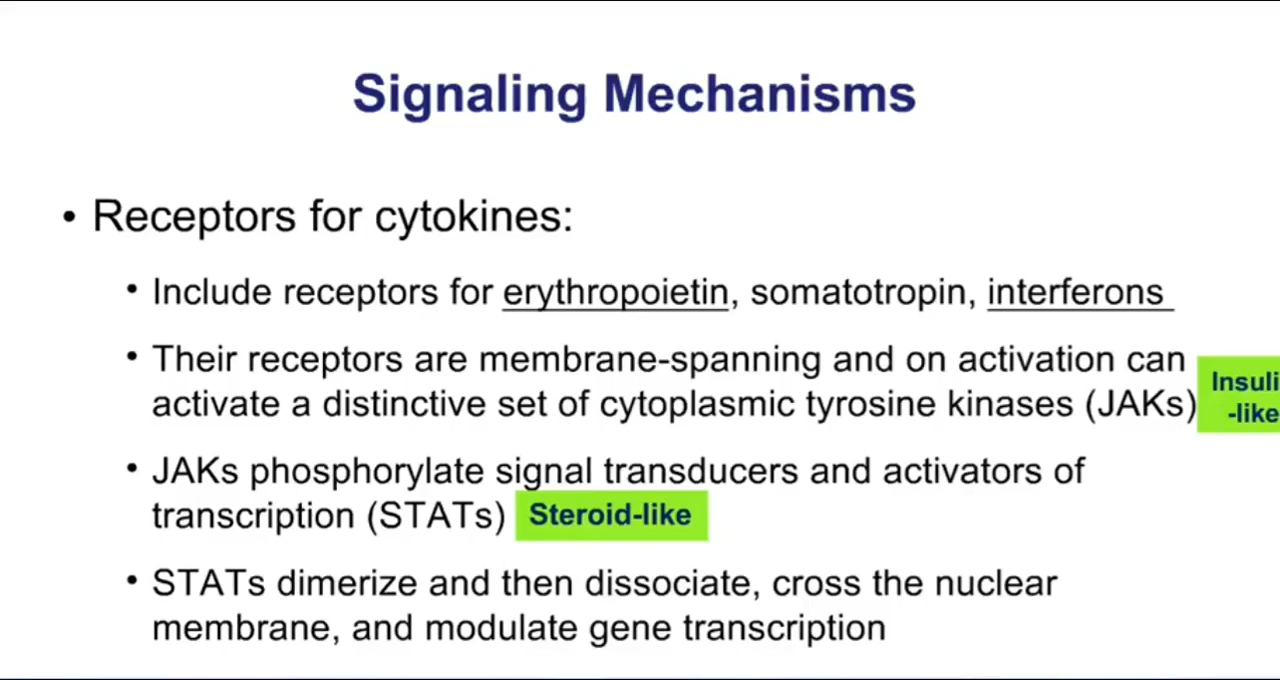 Signaling Mechanisms
• Receptors for cytokines:
• Include receptors for erythropoietin, somatotropin, interferons
• Their receptors are membrane-spanning and on activation can
activate a distinctive set of cytoplasmic tyrosine kinases (JAKs)
Insuli
-like
• JAKs phosphorylate signal transducers and activators of
transcription (STATs)
Steroid-like
• STATs dimerize and then dissociate, cross the nuclear
membrane, and modulate gene transcription